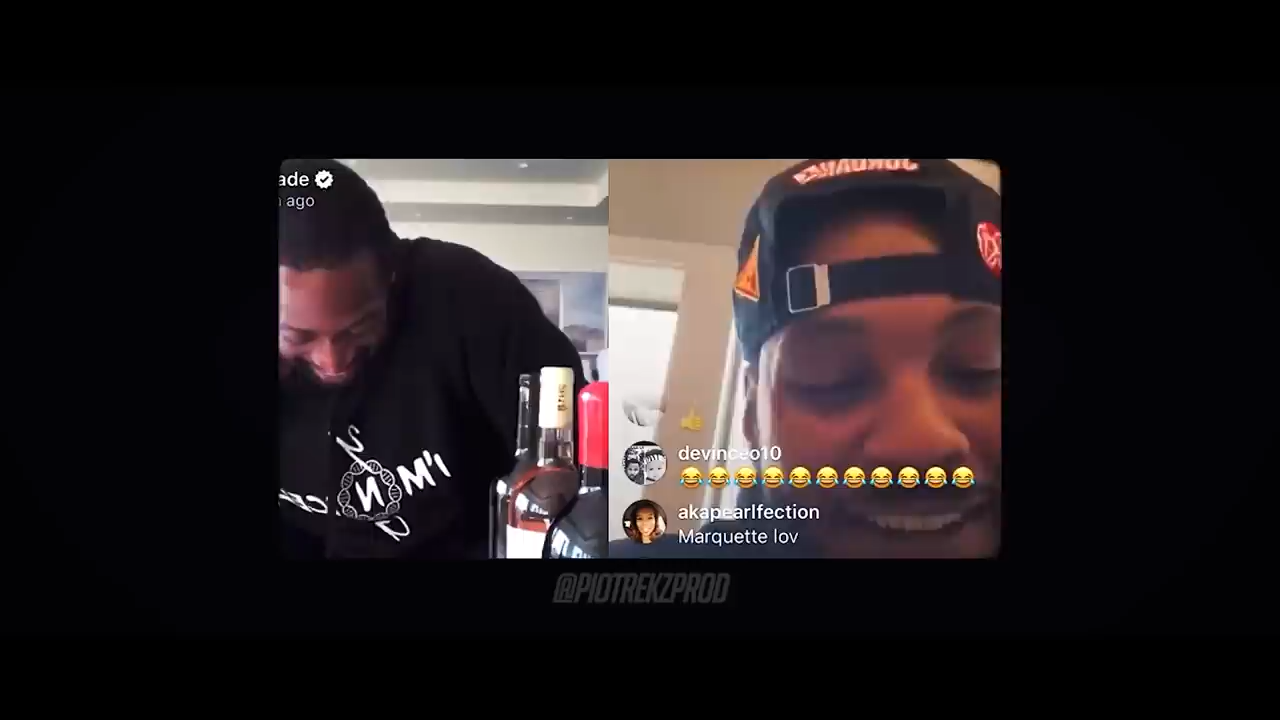 ade
ago
I'M
N
devinceo10
😂😂😂😂😂😂😂😂😂😂😂
akapearlfection
Marquette lov
@PIOTREKZPROD